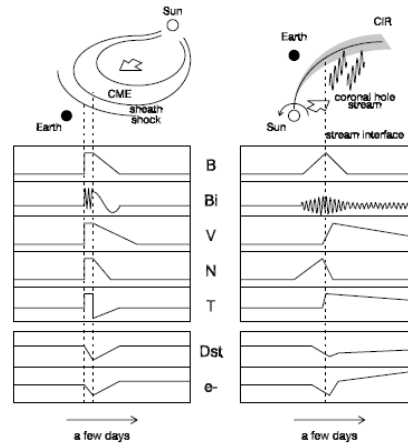 Sun
CME
sheath
shock
Earth
CIR
Earth
coronal hole
stream
Sun
stream interface
B
Bi
V
N
T
Dst
e-
a few days
a few days